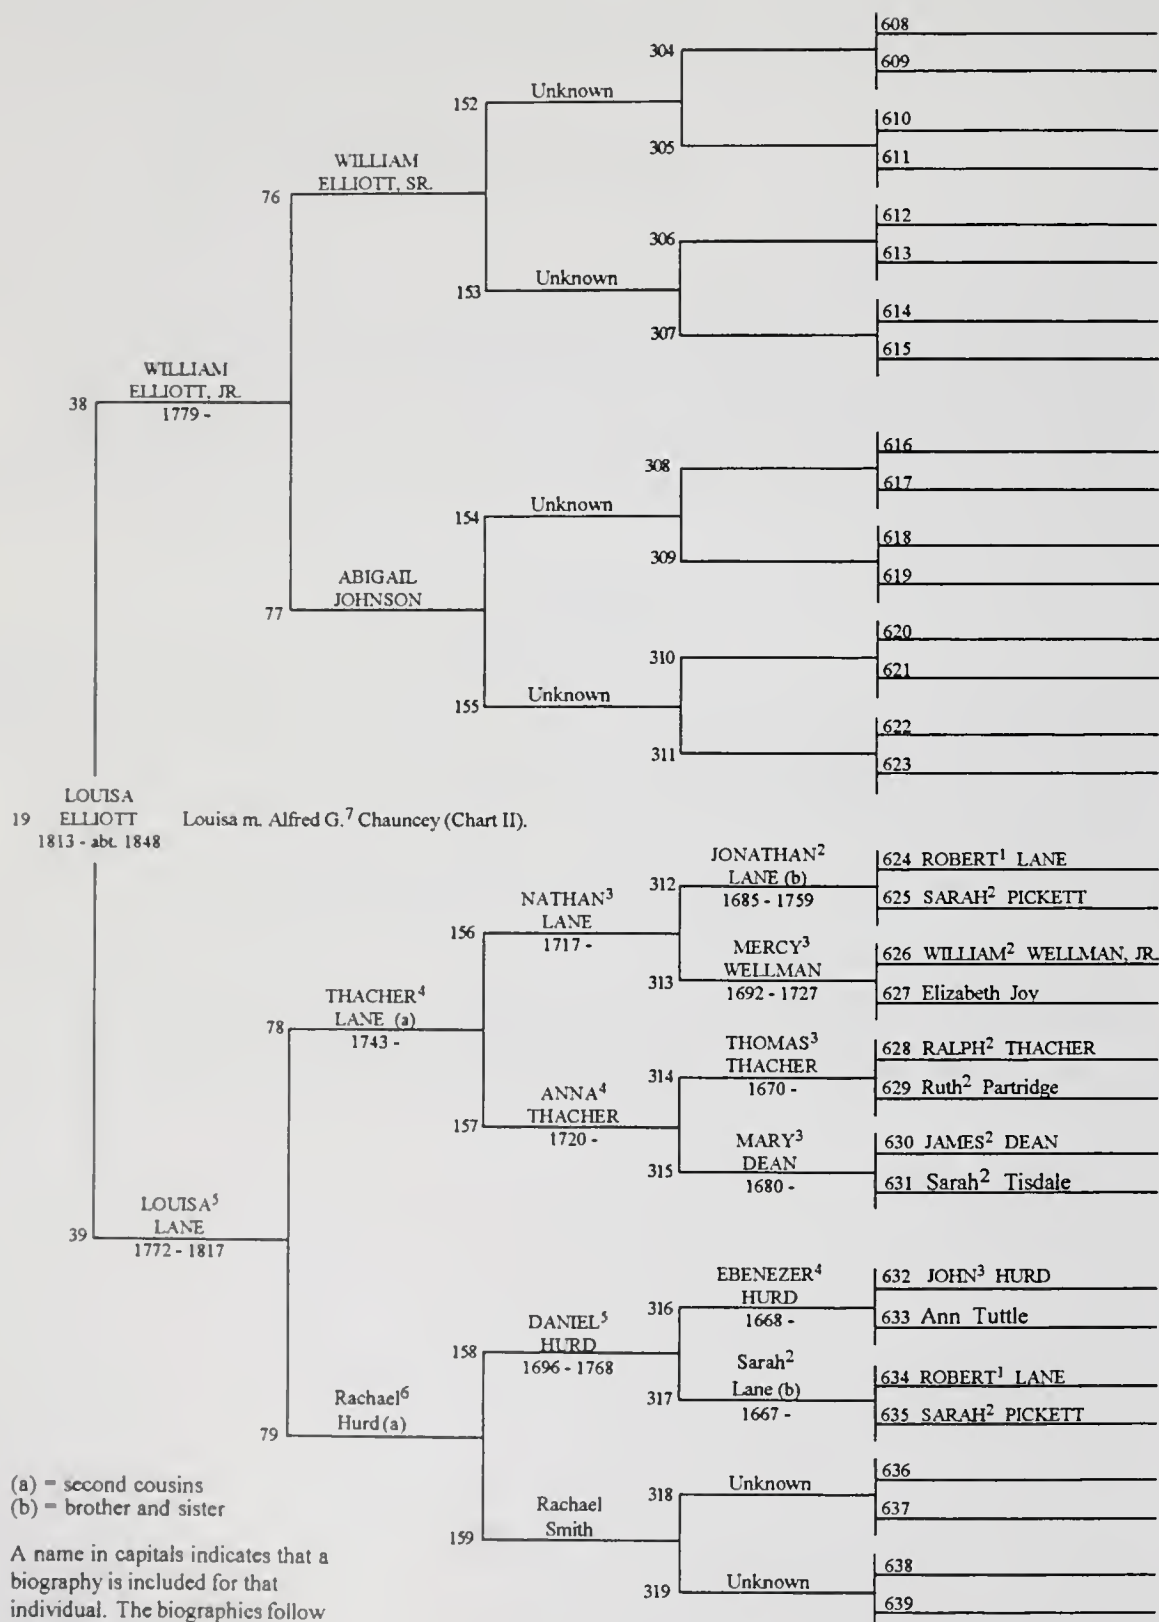 608
304
609
Unknown
152
610
305
611
WILLIAM
ELLIOTT, SR.
76
612
306
613
Unknown
153
614
307
615
WILLIAM
ELLIOTT, JR.
38
1779 -
616
308
617
Unknown
154
618
309
619
ABIGAIL
JOHNSON
77
620
310
621
Unknown
155
622
311
623
LOUISA
19 ELLIOTT Louisa m. Alfred G.⁷ Chauncey (Chart II).
1813 - abt. 1848
JONATHAN²
312 LANE (b)
1685 - 1759
624 ROBERT¹ LANE
625 SARAH² PICKETT
NATHAN³
156 LANE
1717 -
MERCY³
WELLMAN
313 1692 - 1727
626 WILLIAM² WELLMAN, JR.
627 Elizabeth Joy
THACHER⁴
78 LANE (a)
1743 -
THOMAS³
THACHER
314 1670 -
628 RALPH² THACHER
629 Ruth² Partridge
ANNA⁴
157 THACHER
1720 -
MARY³
DEAN
315 1680 -
630 JAMES² DEAN
631 Sarah² Tisdale
LOUISA⁵
39 LANE
1772 - 1817
EBENEZER⁴
HURD
316 1668 -
632 JOHN³ HURD
633 Ann Tuttle
DANIEL⁵
158 HURD
1696 - 1768
Sarah²
Lane (b)
317 1667 -
634 ROBERT¹ LANE
635 SARAH² PICKETT
Rachael⁶
79 Hurd (a)
636
318 Unknown
637
Rachael
159 Smith
638
319 Unknown
639
(a) = second cousins
(b) = brother and sister
A name in capitals indicates that a
biography is included for that
individual. The biographies follow